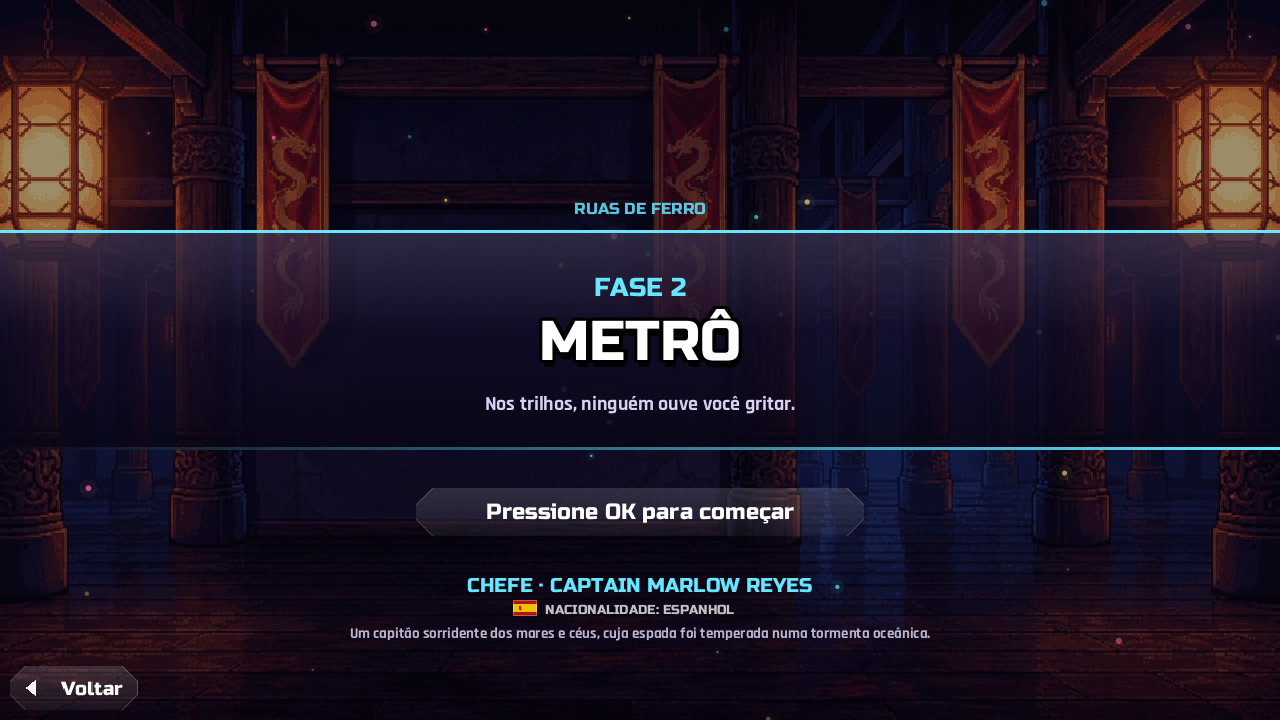 RUAS DE FERRO
FASE 2
METRÔ
Nos trilhos, ninguém ouve você gritar.
Pressione OK para começar
CHEFE · CAPTAIN MARLOW REYES
NACIONALIDADE: ESPANHOL
Um capitão sorridente dos mares e céus, cuja espada foi temperada numa tormenta oceânica.
Voltar